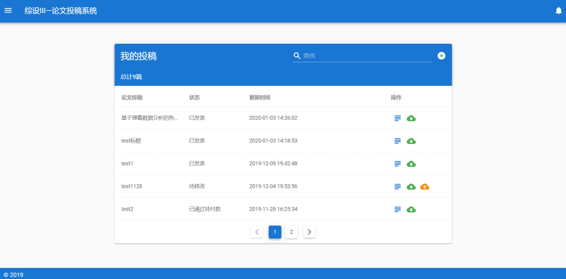 综设III—论文投稿系统
我的投稿
查找
总计9篇
论文标题 状态 最新时间 操作
基于弹幕数据分析的热... 已发表 2020-01-03 14:26:02
test标题 已发表 2020-01-03 14:18:53
test1 已发表 2019-12-09 19:42:48
test1128 待修改 2019-12-04 19:53:56
test2 已通过待付款 2019-11-28 16:25:34
1 2
© 2019